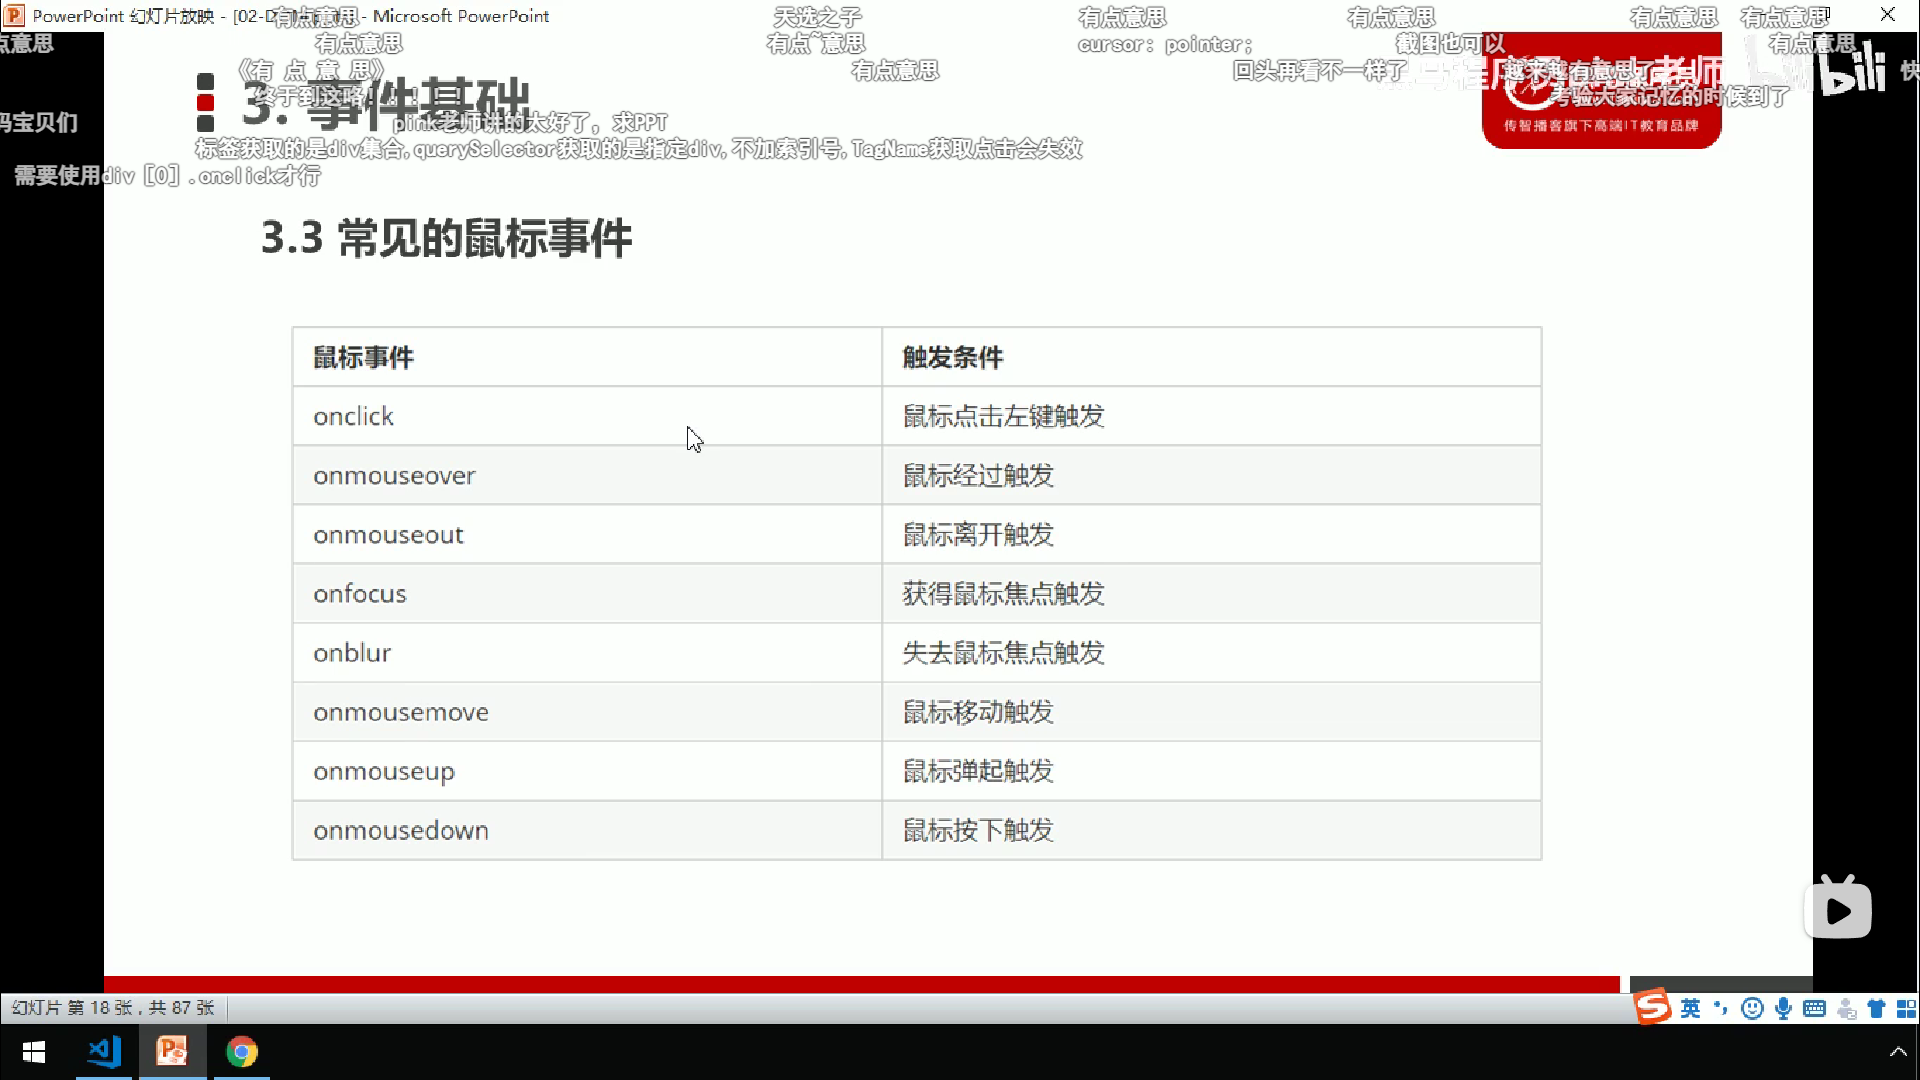 PowerPoint 幻灯片放映 - [02-D
- Microsoft PowerPoint
有点意思
天选之子
有点意思
有点意思
有点意思
有点意思
点意思
有点意思
有点~意思
cursor: pointer;
截图也可以
有点意思
《有 点 意 思》
有点意思
回头再看不一样了
越来越有意思了
老师
bilibili
快
终于到这咯!
3. 事件基础
考验大家记忆的时候到了
码宝贝们
pink老师讲的太好了，求PPT
传智播客旗下高端IT教育品牌
标签获取的是div集合,querySelector获取的是指定div,不加索引号,TagName获取点击会失效
需要使用div [0] .onclick才行
3.3 常见的鼠标事件
鼠标事件 触发条件
onclick 鼠标点击左键触发
onmouseover 鼠标经过触发
onmouseout 鼠标离开触发
onfocus 获得鼠标焦点触发
onblur 失去鼠标焦点触发
onmousemove 鼠标移动触发
onmouseup 鼠标弹起触发
onmousedown 鼠标按下触发
幻灯片 第 18 张，共 87 张
英